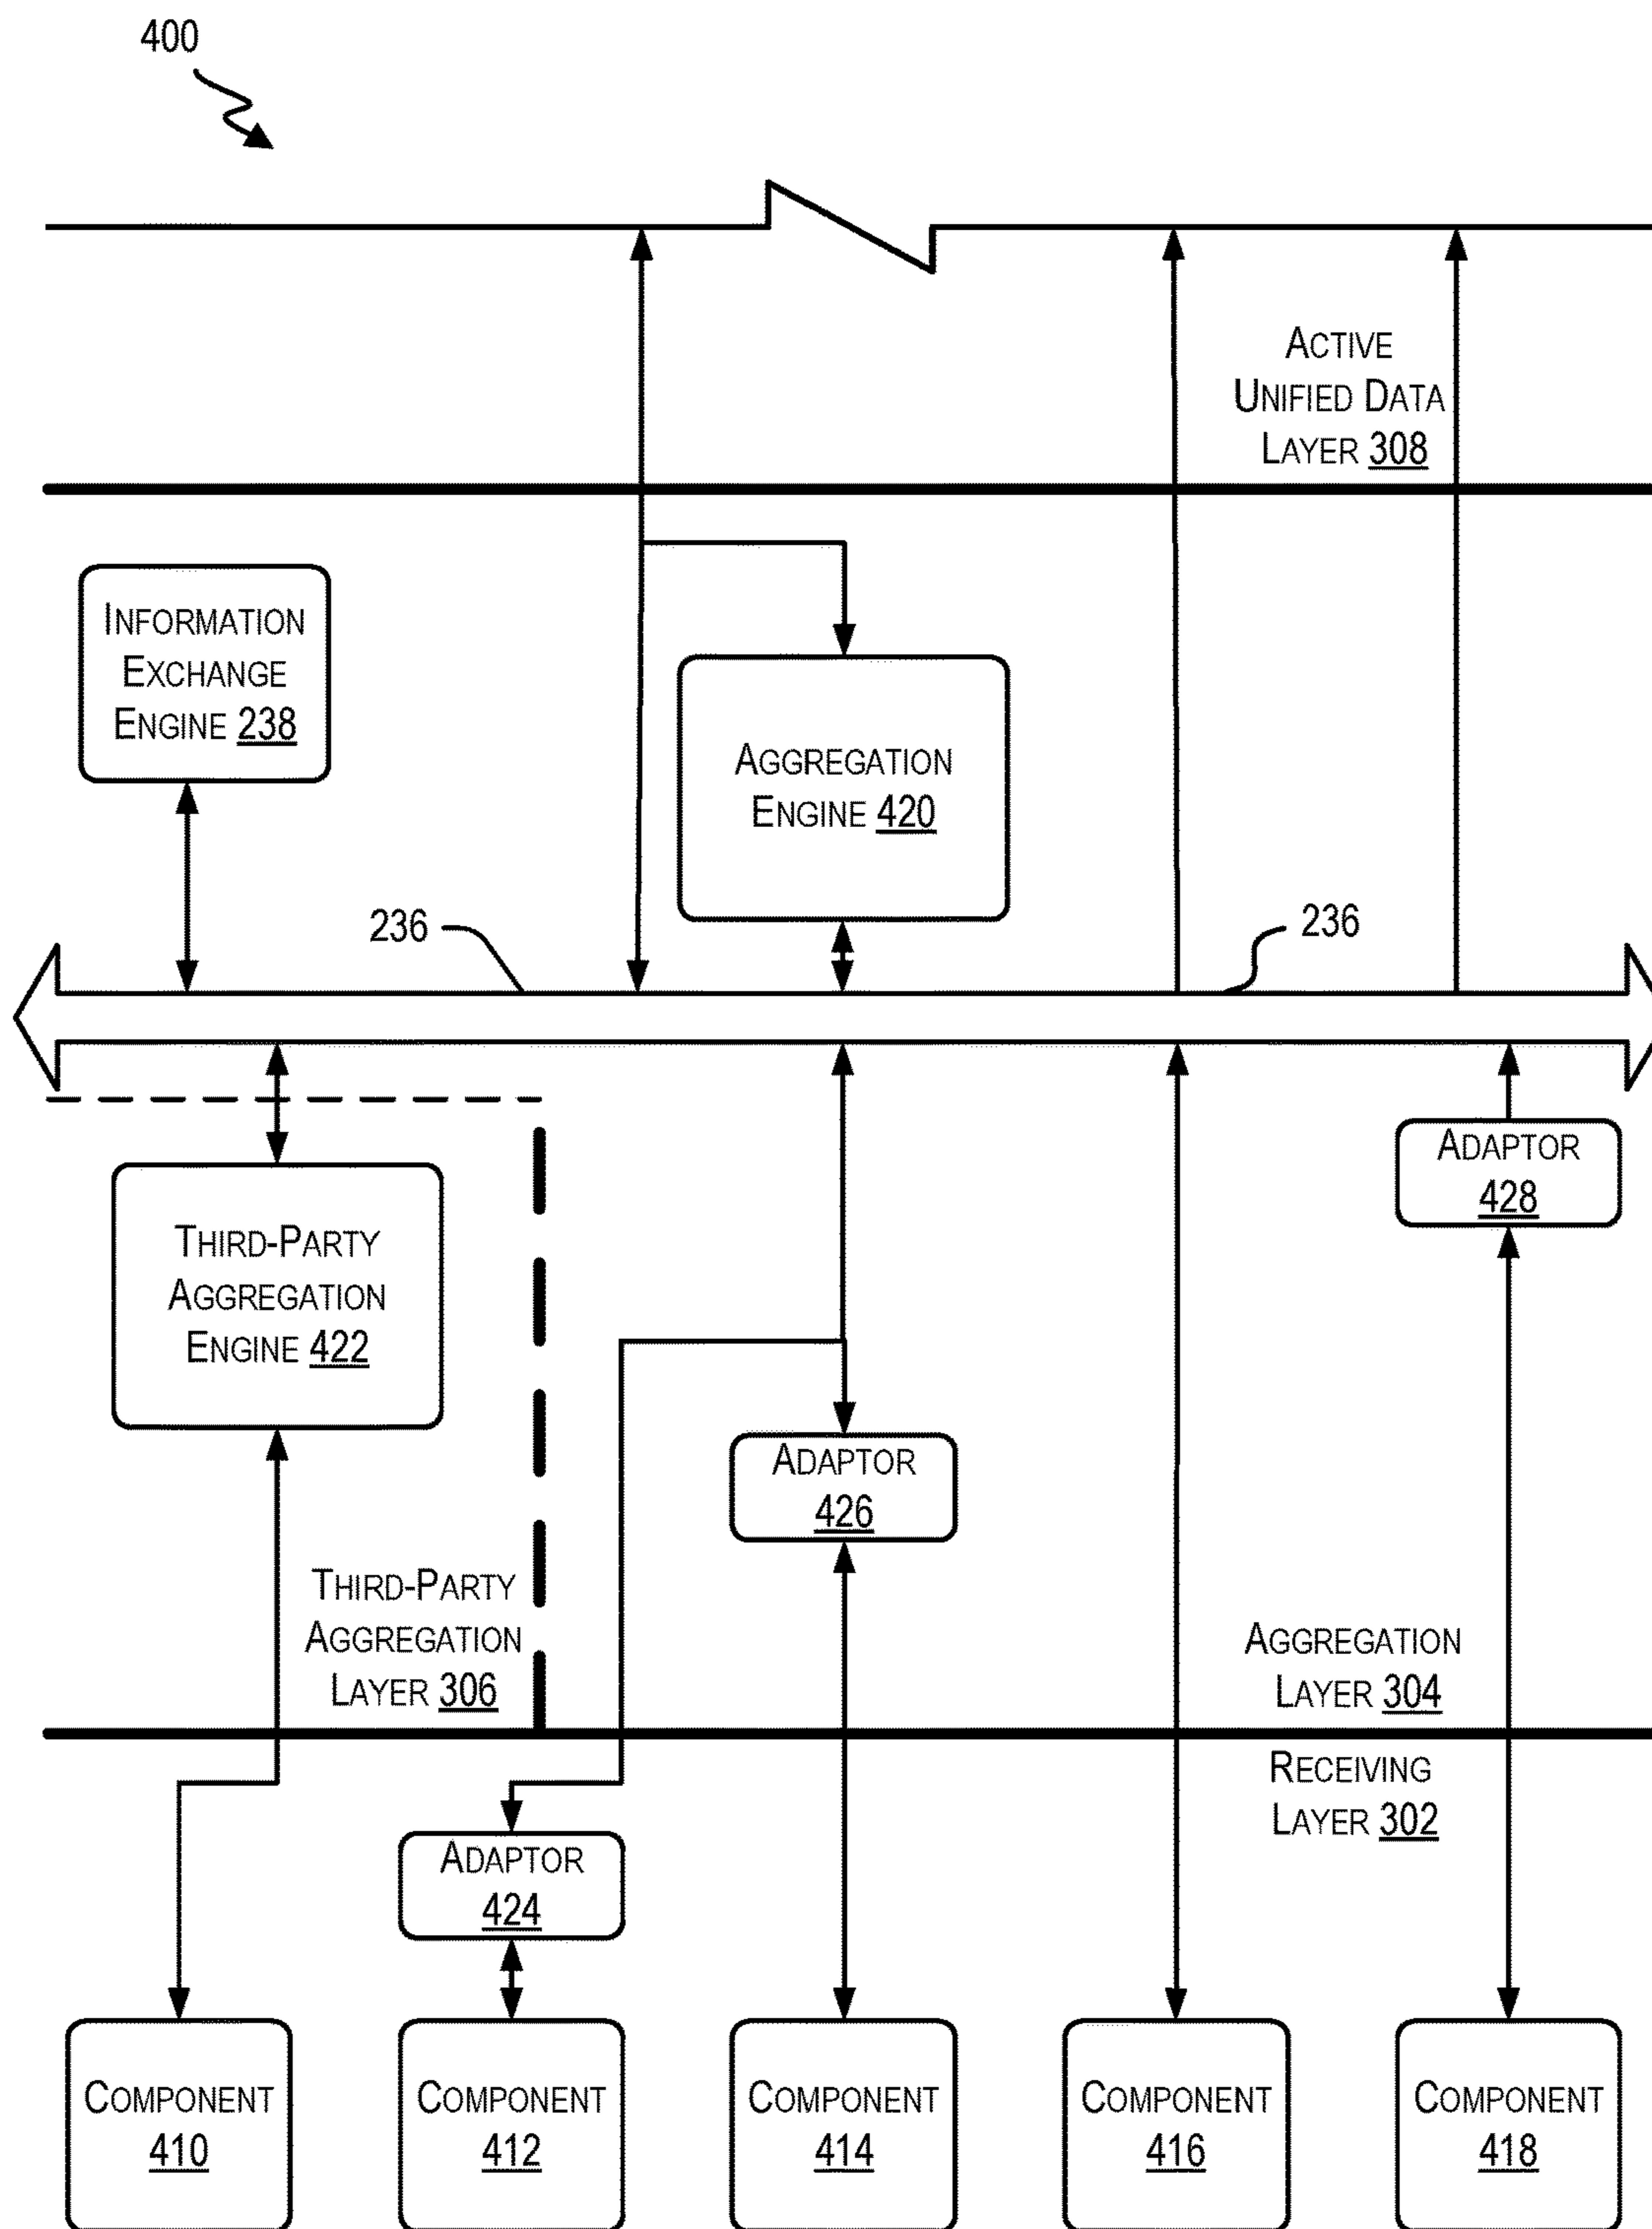 400
ACTIVE
UNIFIED DATA
LAYER 308
INFORMATION
EXCHANGE
ENGINE 238
AGGREGATION
ENGINE 420
236
236
ADAPTOR
428
THIRD-PARTY
AGGREGATION
ENGINE 422
ADAPTOR
426
THIRD-PARTY
AGGREGATION
LAYER 306
AGGREGATION
LAYER 304
RECEIVING
LAYER 302
ADAPTOR
424
COMPONENT
410
COMPONENT
412
COMPONENT
414
COMPONENT
416
COMPONENT
418